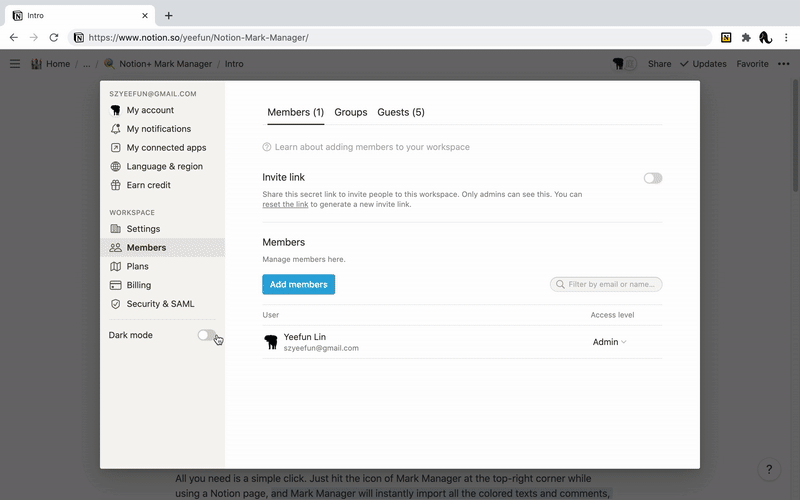 Intro
https://www.notion.so/yeefun/Notion-Mark-Manager/
Home / ... / Notion+ Mark Manager / Intro
Share Updates Favorite
SZYEEFUN@GMAIL.COM
My account
My notifications
My connected apps
Language & region
Earn credit
WORKSPACE
Settings
Members
Plans
Billing
Security & SAML
Dark mode
Members (1) Groups Guests (5)
Learn about adding members to your workspace
Invite link
Share this secret link to invite people to this workspace. Only admins can see this. You can
reset the link to generate a new invite link.
Members
Manage members here.
Add members
Filter by email or name...
User Access level
Yeefun Lin
szyeefun@gmail.com
Admin
?
All you need is a simple click. Just hit the icon of Mark Manager at the top-right corner while
using a Notion page, and Mark Manager will instantly import all the colored texts and comments,